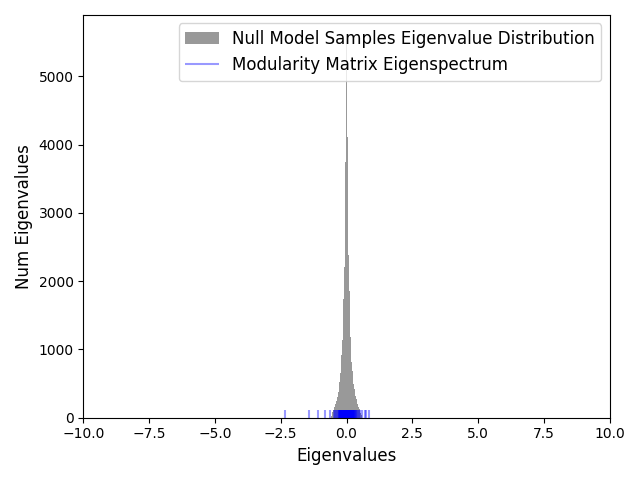 Null Model Samples Eigenvalue Distribution
Modularity Matrix Eigenspectrum
Num Eigenvalues
5000
4000
3000
2000
1000
0
−10.0 −7.5 −5.0 −2.5 0.0 2.5 5.0 7.5 10.0
Eigenvalues